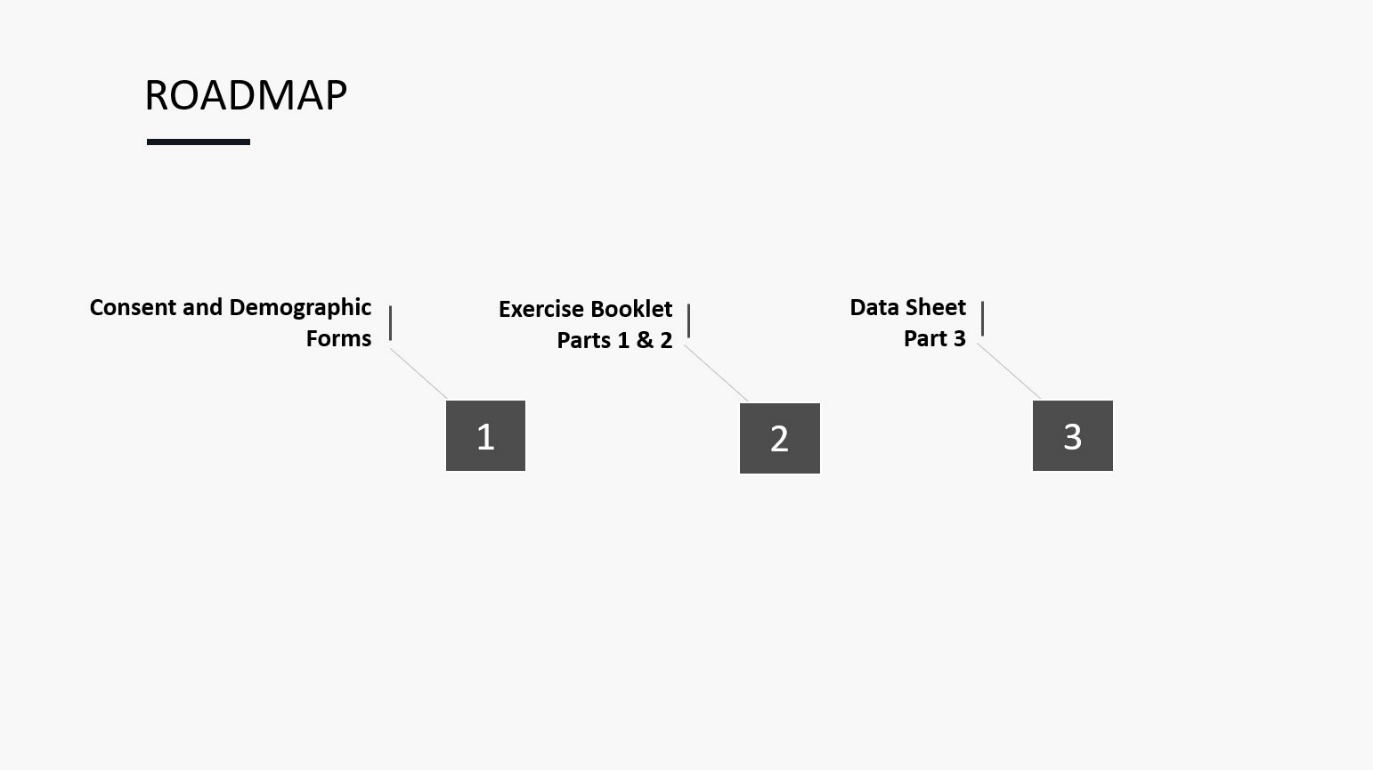 ROADMAP
Consent and Demographic
Forms
Exercise Booklet
Parts 1 & 2
Data Sheet
Part 3
1
2
3